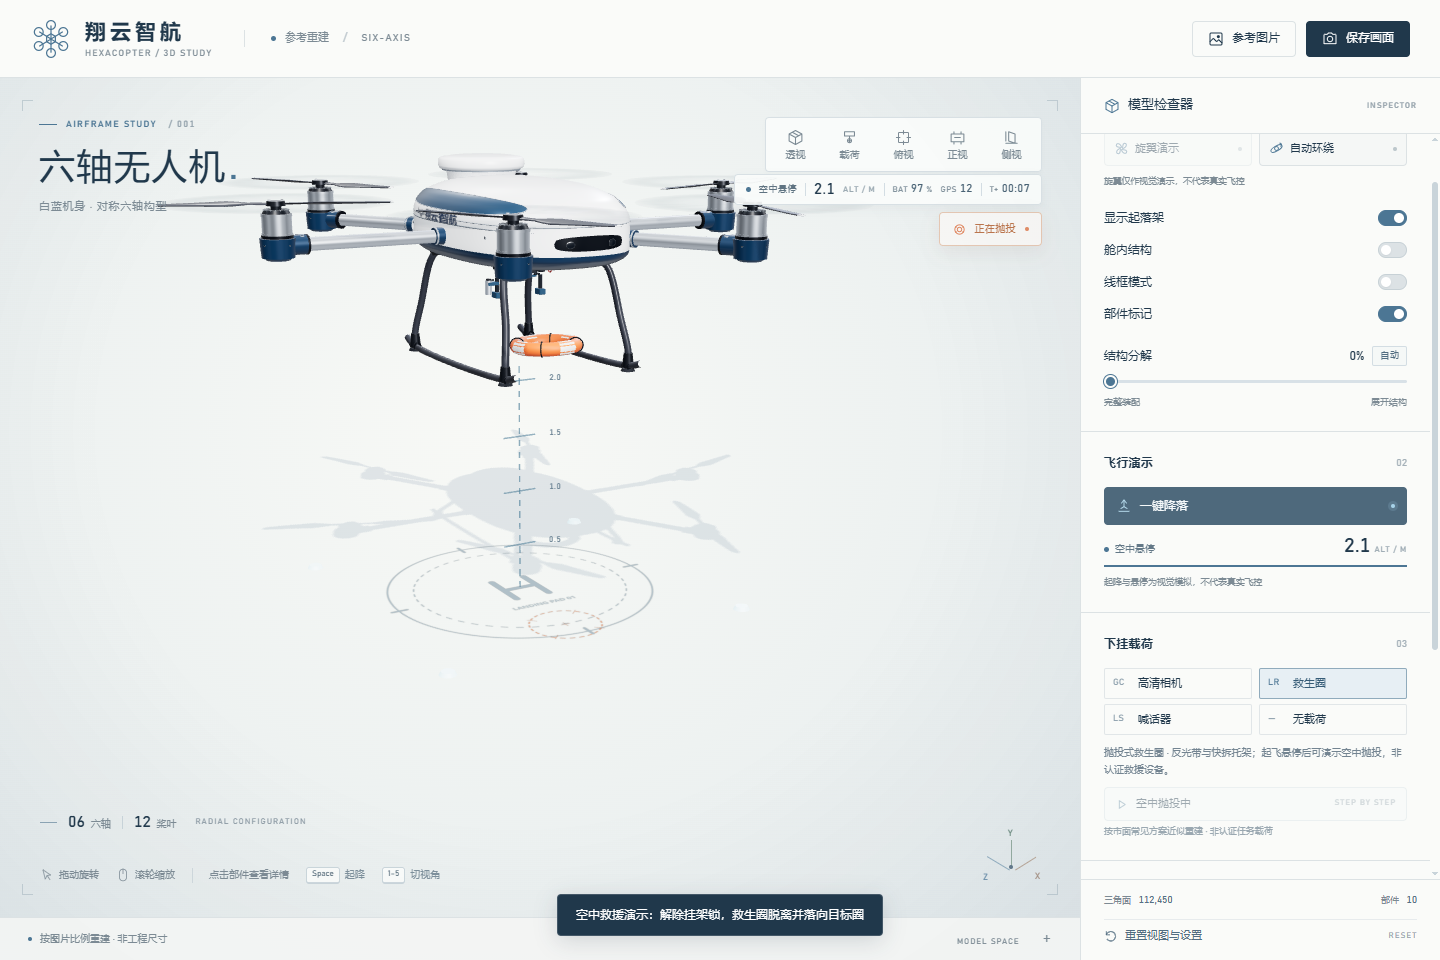 翔云智航
HEXACOPTER / 3D STUDY
参考重建 / SIX-AXIS
参考图片
保存画面
AIRFRAME STUDY / 001
六轴无人机.
白蓝机身 · 对称六轴构型
透视 载荷 俯视 正视 侧视
空中悬停 2.1 ALT / M BAT 97 % GPS 12 T+ 00:07
正在抛投
翔云智航
2.0
1.5
1.0
0.5
H
06 六轴 12 桨叶 RADIAL CONFIGURATION
拖动旋转 滚轮缩放 点击部件查看详情 Space 起降 1-5 切视角
Y
Z
X
空中救援演示：解除挂架锁，救生圈脱离并落向目标圈
按图片比例重建 · 非工程尺寸
MODEL SPACE +
模型检查器 INSPECTOR
旋翼演示
自动环绕
旋翼仅作视觉演示，不代表真实飞控
显示起落架
舱内结构
线框模式
部件标记
结构分解 0% 自动
完整装配 展开结构
飞行演示 02
一键降落
空中悬停 2.1 ALT / M
起降与悬停为视觉模拟，不代表真实飞控
下挂载荷 03
GC 高清相机
LR 救生圈
LS 喊话器
— 无载荷
抛投式救生圈 · 反光带与快拆托架；起飞悬停后可演示空中抛投，非
认证救援设备。
空中抛投中 STEP BY STEP
按市面常见方案近似重建 · 非认证任务载荷
三角面 112,450 部件 10
重置视图与设置 RESET